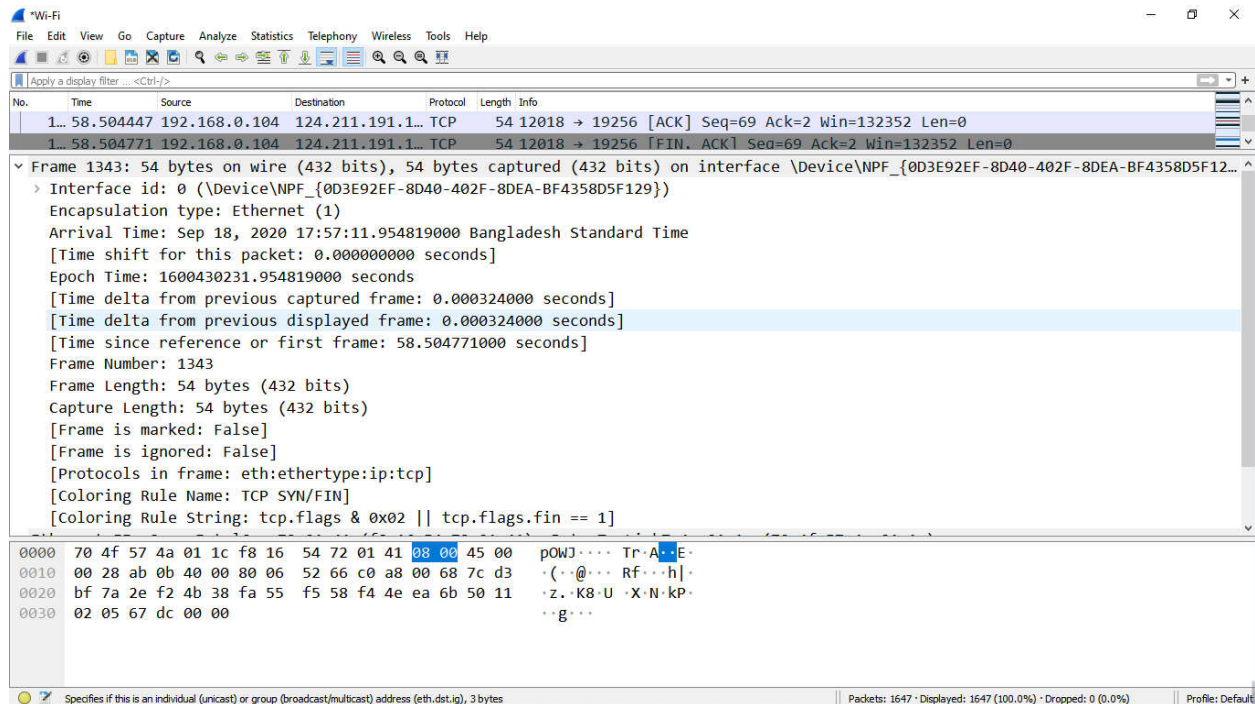 *Wi-Fi
File Edit View Go Capture Analyze Statistics Telephony Wireless Tools Help
Apply a display filter ... <Ctrl-/>
No. Time Source Destination Protocol Length Info
1… 58.504447 192.168.0.104 124.211.191.1… TCP 54 12018 → 19256 [ACK] Seq=69 Ack=2 Win=132352 Len=0
1… 58.504771 192.168.0.104 124.211.191.1… TCP 54 12018 → 19256 [FIN, ACK] Seq=69 Ack=2 Win=132352 Len=0
Frame 1343: 54 bytes on wire (432 bits), 54 bytes captured (432 bits) on interface \Device\NPF_{0D3E92EF-8D40-402F-8DEA-BF4358D5F12…
Interface id: 0 (\Device\NPF_{0D3E92EF-8D40-402F-8DEA-BF4358D5F129})
Encapsulation type: Ethernet (1)
Arrival Time: Sep 18, 2020 17:57:11.954819000 Bangladesh Standard Time
[Time shift for this packet: 0.000000000 seconds]
Epoch Time: 1600430231.954819000 seconds
[Time delta from previous captured frame: 0.000324000 seconds]
[Time delta from previous displayed frame: 0.000324000 seconds]
[Time since reference or first frame: 58.504771000 seconds]
Frame Number: 1343
Frame Length: 54 bytes (432 bits)
Capture Length: 54 bytes (432 bits)
[Frame is marked: False]
[Frame is ignored: False]
[Protocols in frame: eth:ethertype:ip:tcp]
[Coloring Rule Name: TCP SYN/FIN]
[Coloring Rule String: tcp.flags & 0x02 || tcp.flags.fin == 1]
0000 70 4f 57 4a 01 1c f8 16 54 72 01 41 08 00 45 00 pOWJ···· Tr·A··E·
0010 00 28 ab 0b 40 00 80 06 52 66 c0 a8 00 68 7c d3 ·(··@··· Rf···h|·
0020 bf 7a 2e f2 4b 38 fa 55 f5 58 f4 4e ea 6b 50 11 ·z.·K8·U ·X·N·kP·
0030 02 05 67 dc 00 00 ··g···
Specifies if this is an individual (unicast) or group (broadcast/multicast) address (eth.dst.ig), 3 bytes
Packets: 1647 · Displayed: 1647 (100.0%) · Dropped: 0 (0.0%)
Profile: Default